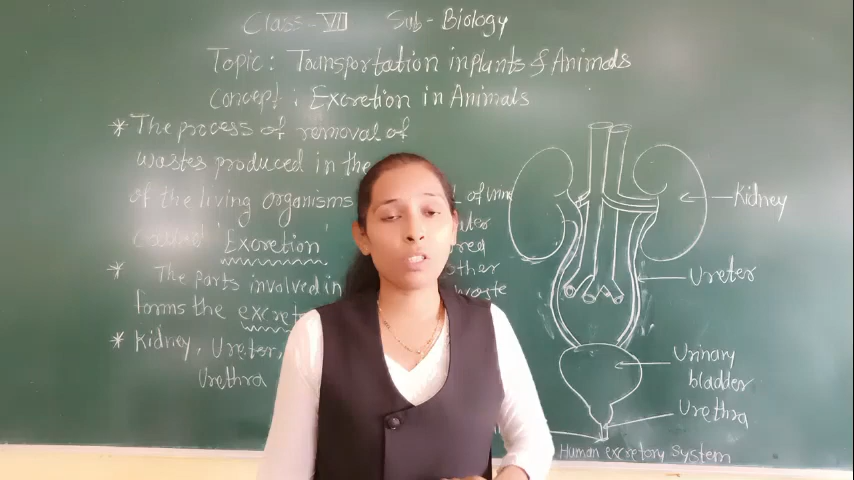 Class - VII Sub - Biology
Topic : Transportation in plants & Animals
Concept : Excretion in Animals
* The process of removal of
wastes produced in the
of the living organisms
called 'Excretion'
* The parts involved in
forms the
* Kidney, Ureter,
Urethra
Kidney
Ureter
Urinary
bladder
Urethra
Human excretory system